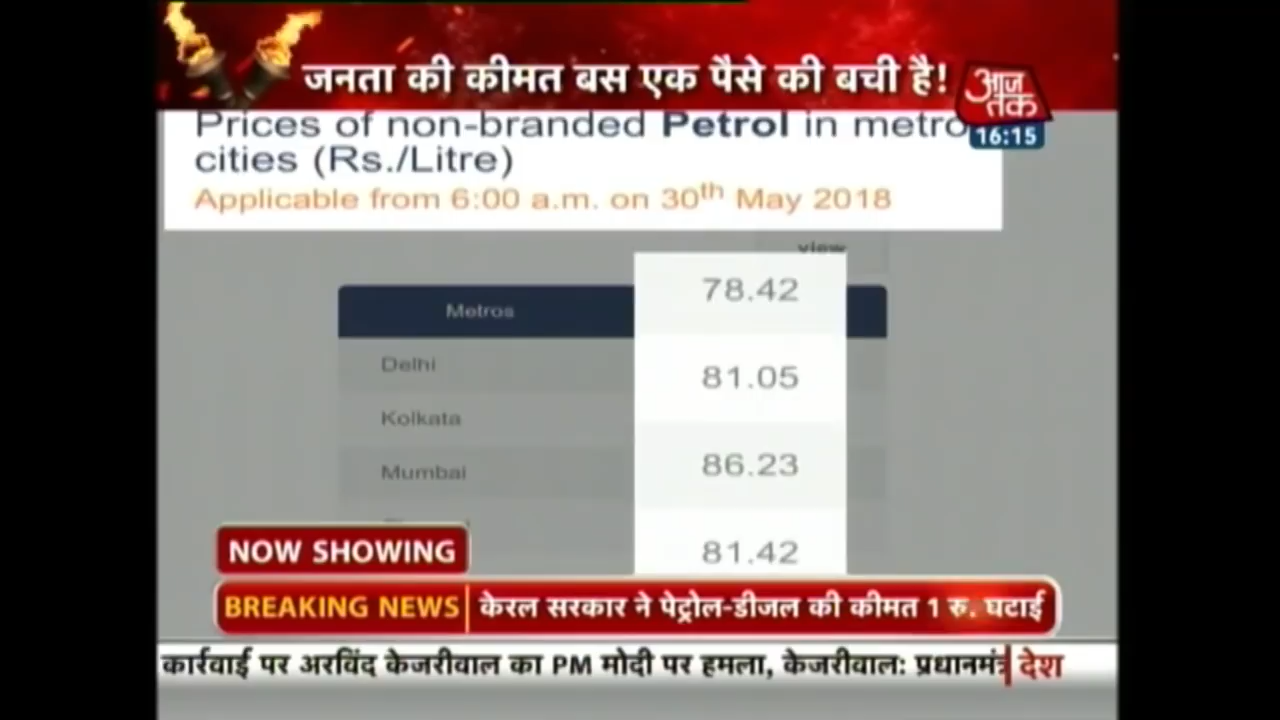 जनता की कीमत बस एक पैसे की बची है!
आज
तक
16:15
Prices of non-branded Petrol in metro
cities (Rs./Litre)
Applicable from 6:00 a.m. on 30th May 2018
view
Metros
78.42
Delhi
81.05
Kolkata
Mumbai
86.23
81.42
NOW SHOWING
BREAKING NEWS केरल सरकार ने पेट्रोल-डीजल की कीमत 1 रु. घटाई
कार्रवाई पर अरविंद केजरीवाल का PM मोदी पर हमला, केजरीवाल: देश